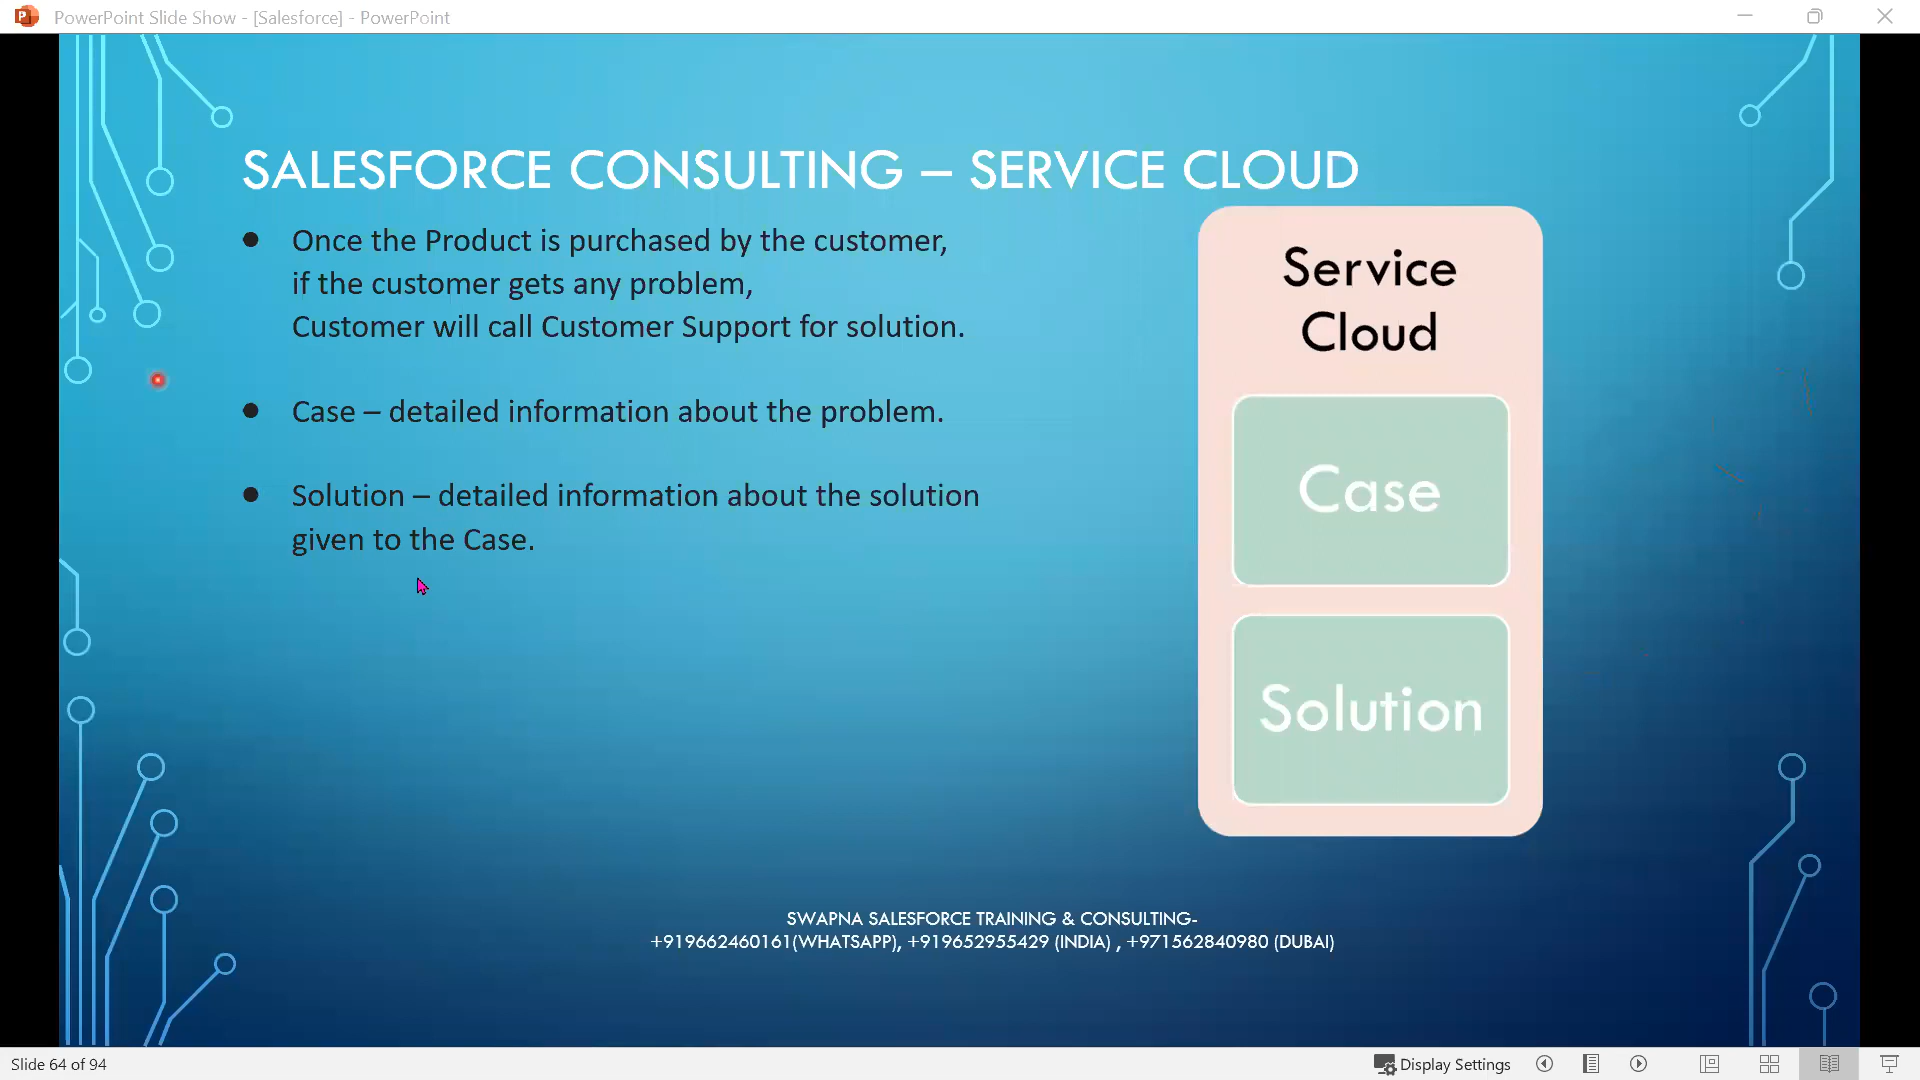 PowerPoint Slide Show - [Salesforce] - PowerPoint
SALESFORCE CONSULTING – SERVICE CLOUD
● Once the Product is purchased by the customer,
if the customer gets any problem,
Customer will call Customer Support for solution.
● Case – detailed information about the problem.
● Solution – detailed information about the solution
given to the Case.
Service
Cloud
Case
Solution
SWAPNA SALESFORCE TRAINING & CONSULTING-
+919662460161(WHATSAPP), +919652955429 (INDIA) , +971562840980 (DUBAI)
Slide 64 of 94
Display Settings